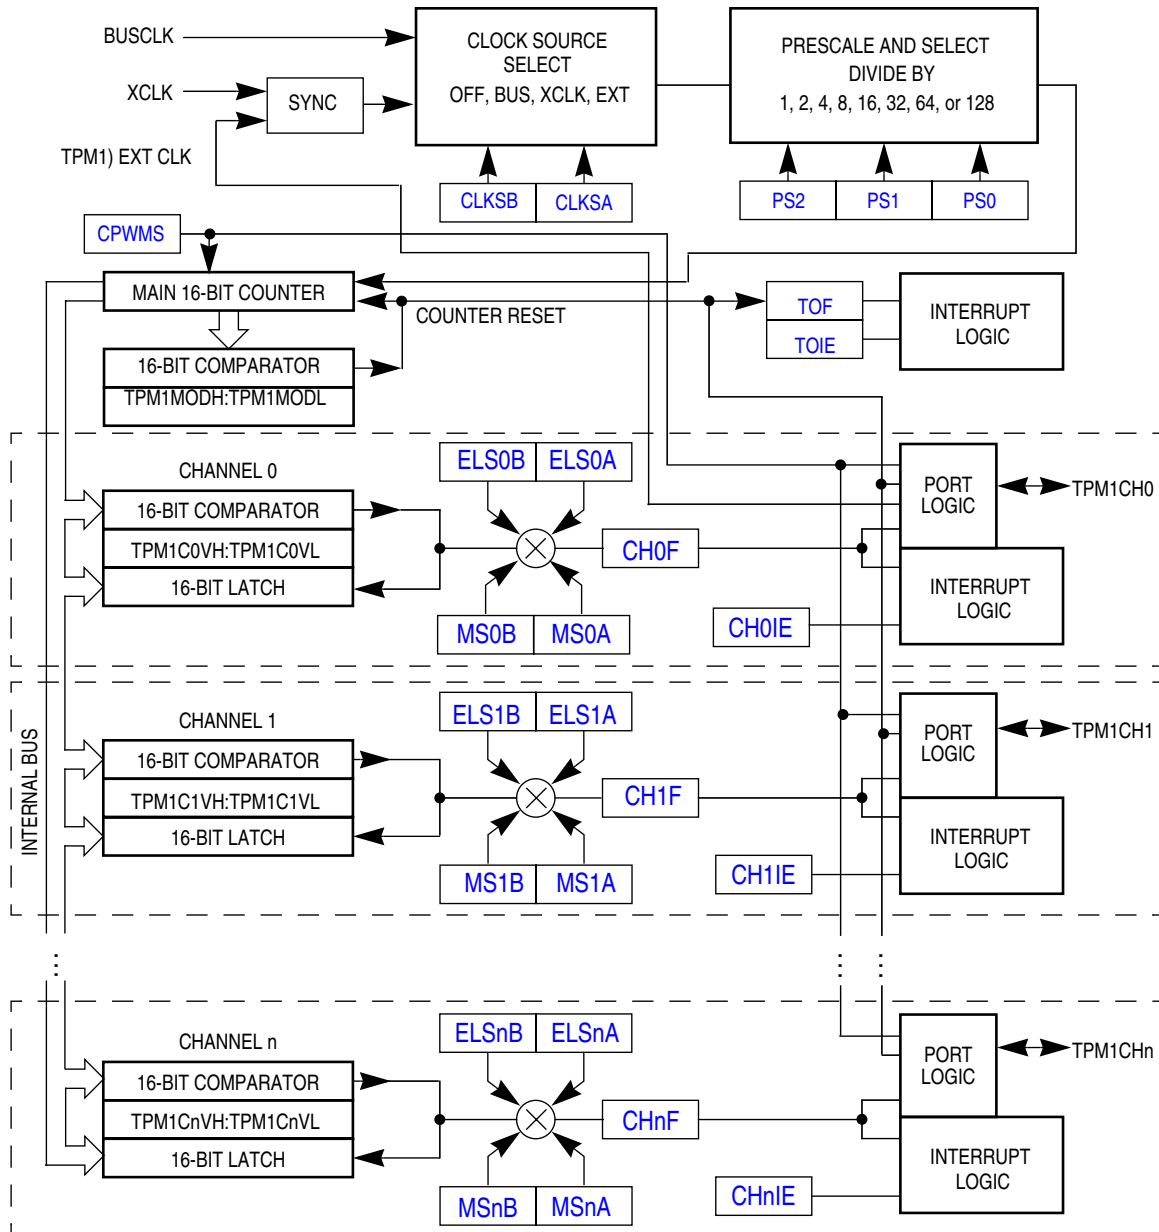 BUSCLK
XCLK
SYNC
TPM1) EXT CLK
CLOCK SOURCE
SELECT
OFF, BUS, XCLK, EXT
PRESCALE AND SELECT
DIVIDE BY
1, 2, 4, 8, 16, 32, 64, or 128
CLKSB
CLKSA
PS2
PS1
PS0
CPWMS
MAIN 16-BIT COUNTER
COUNTER RESET
16-BIT COMPARATOR
TPM1MODH:TPM1MODL
TOF
TOIE
INTERRUPT
LOGIC
INTERNAL BUS
CHANNEL 0
16-BIT COMPARATOR
TPM1C0VH:TPM1C0VL
16-BIT LATCH
ELS0B
ELS0A
MS0B
MS0A
CH0F
CH0IE
PORT
LOGIC
TPM1CH0
INTERRUPT
LOGIC
CHANNEL 1
16-BIT COMPARATOR
TPM1C1VH:TPM1C1VL
16-BIT LATCH
ELS1B
ELS1A
MS1B
MS1A
CH1F
CH1IE
PORT
LOGIC
TPM1CH1
INTERRUPT
LOGIC
...
...
...
CHANNEL n
16-BIT COMPARATOR
TPM1CnVH:TPM1CnVL
16-BIT LATCH
ELSnB
ELSnA
MSnB
MSnA
CHnF
CHnIE
PORT
LOGIC
TPM1CHn
INTERRUPT
LOGIC